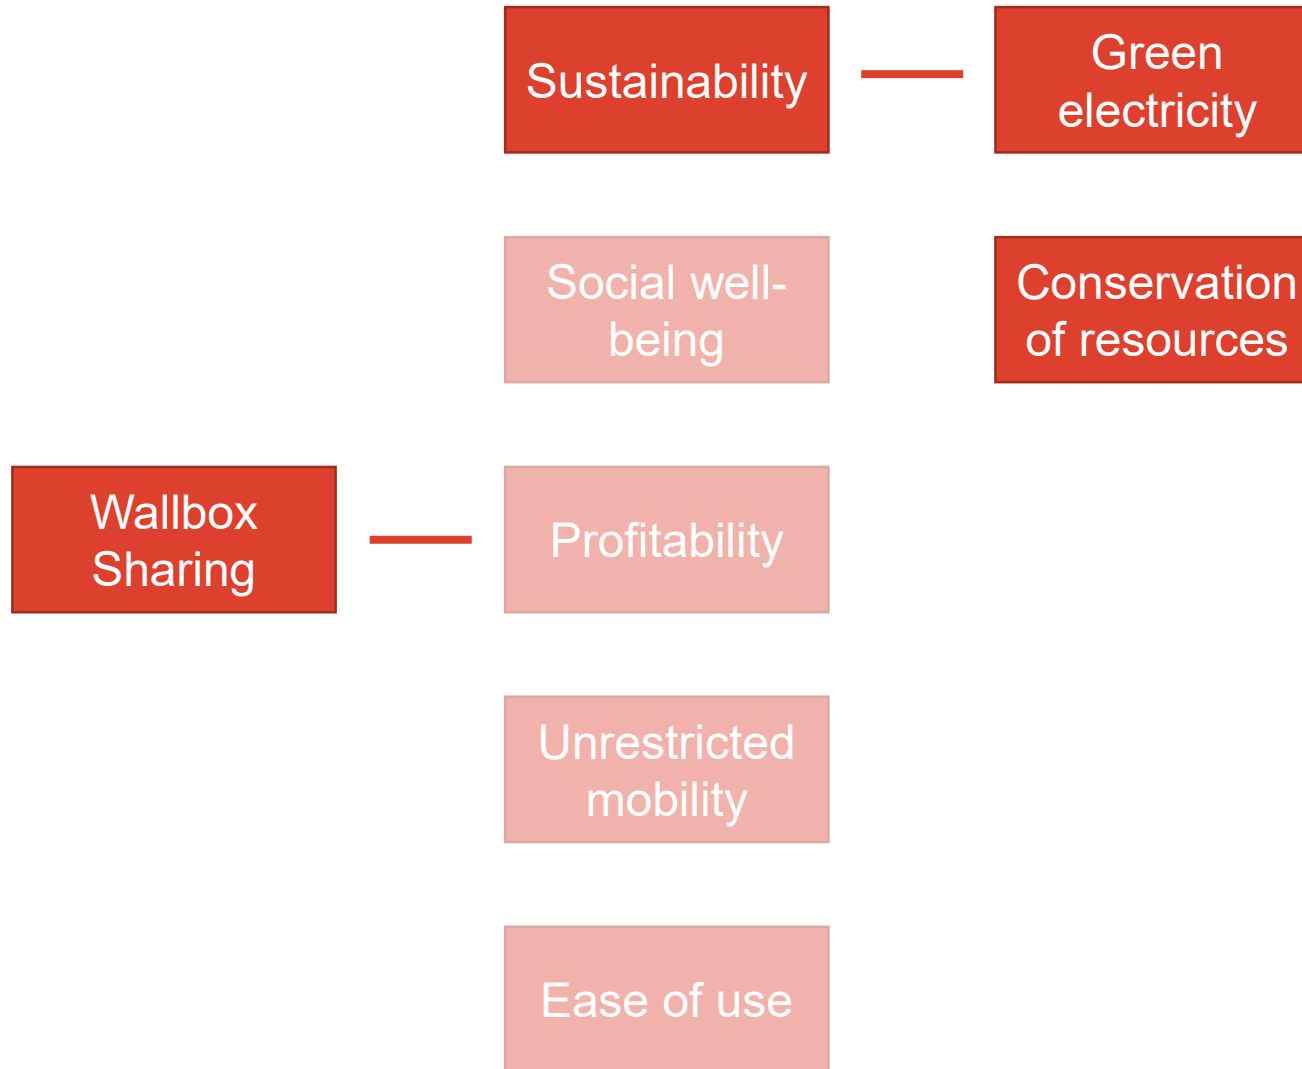 Sustainability
Green
electricity
Social well-
being
Conservation
of resources
Wallbox
Sharing
Profitability
Unrestricted
mobility
Ease of use